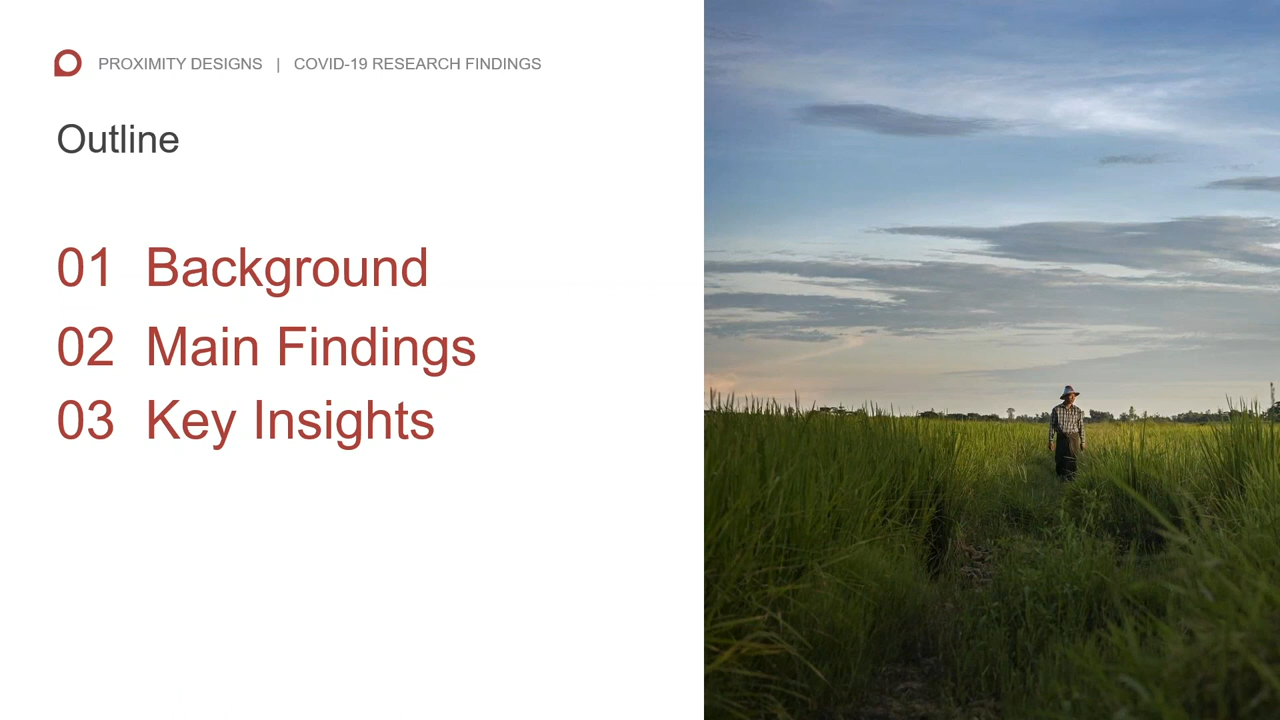 PROXIMITY DESIGNS | COVID-19 RESEARCH FINDINGS
Outline
01 Background
02 Main Findings
03 Key Insights